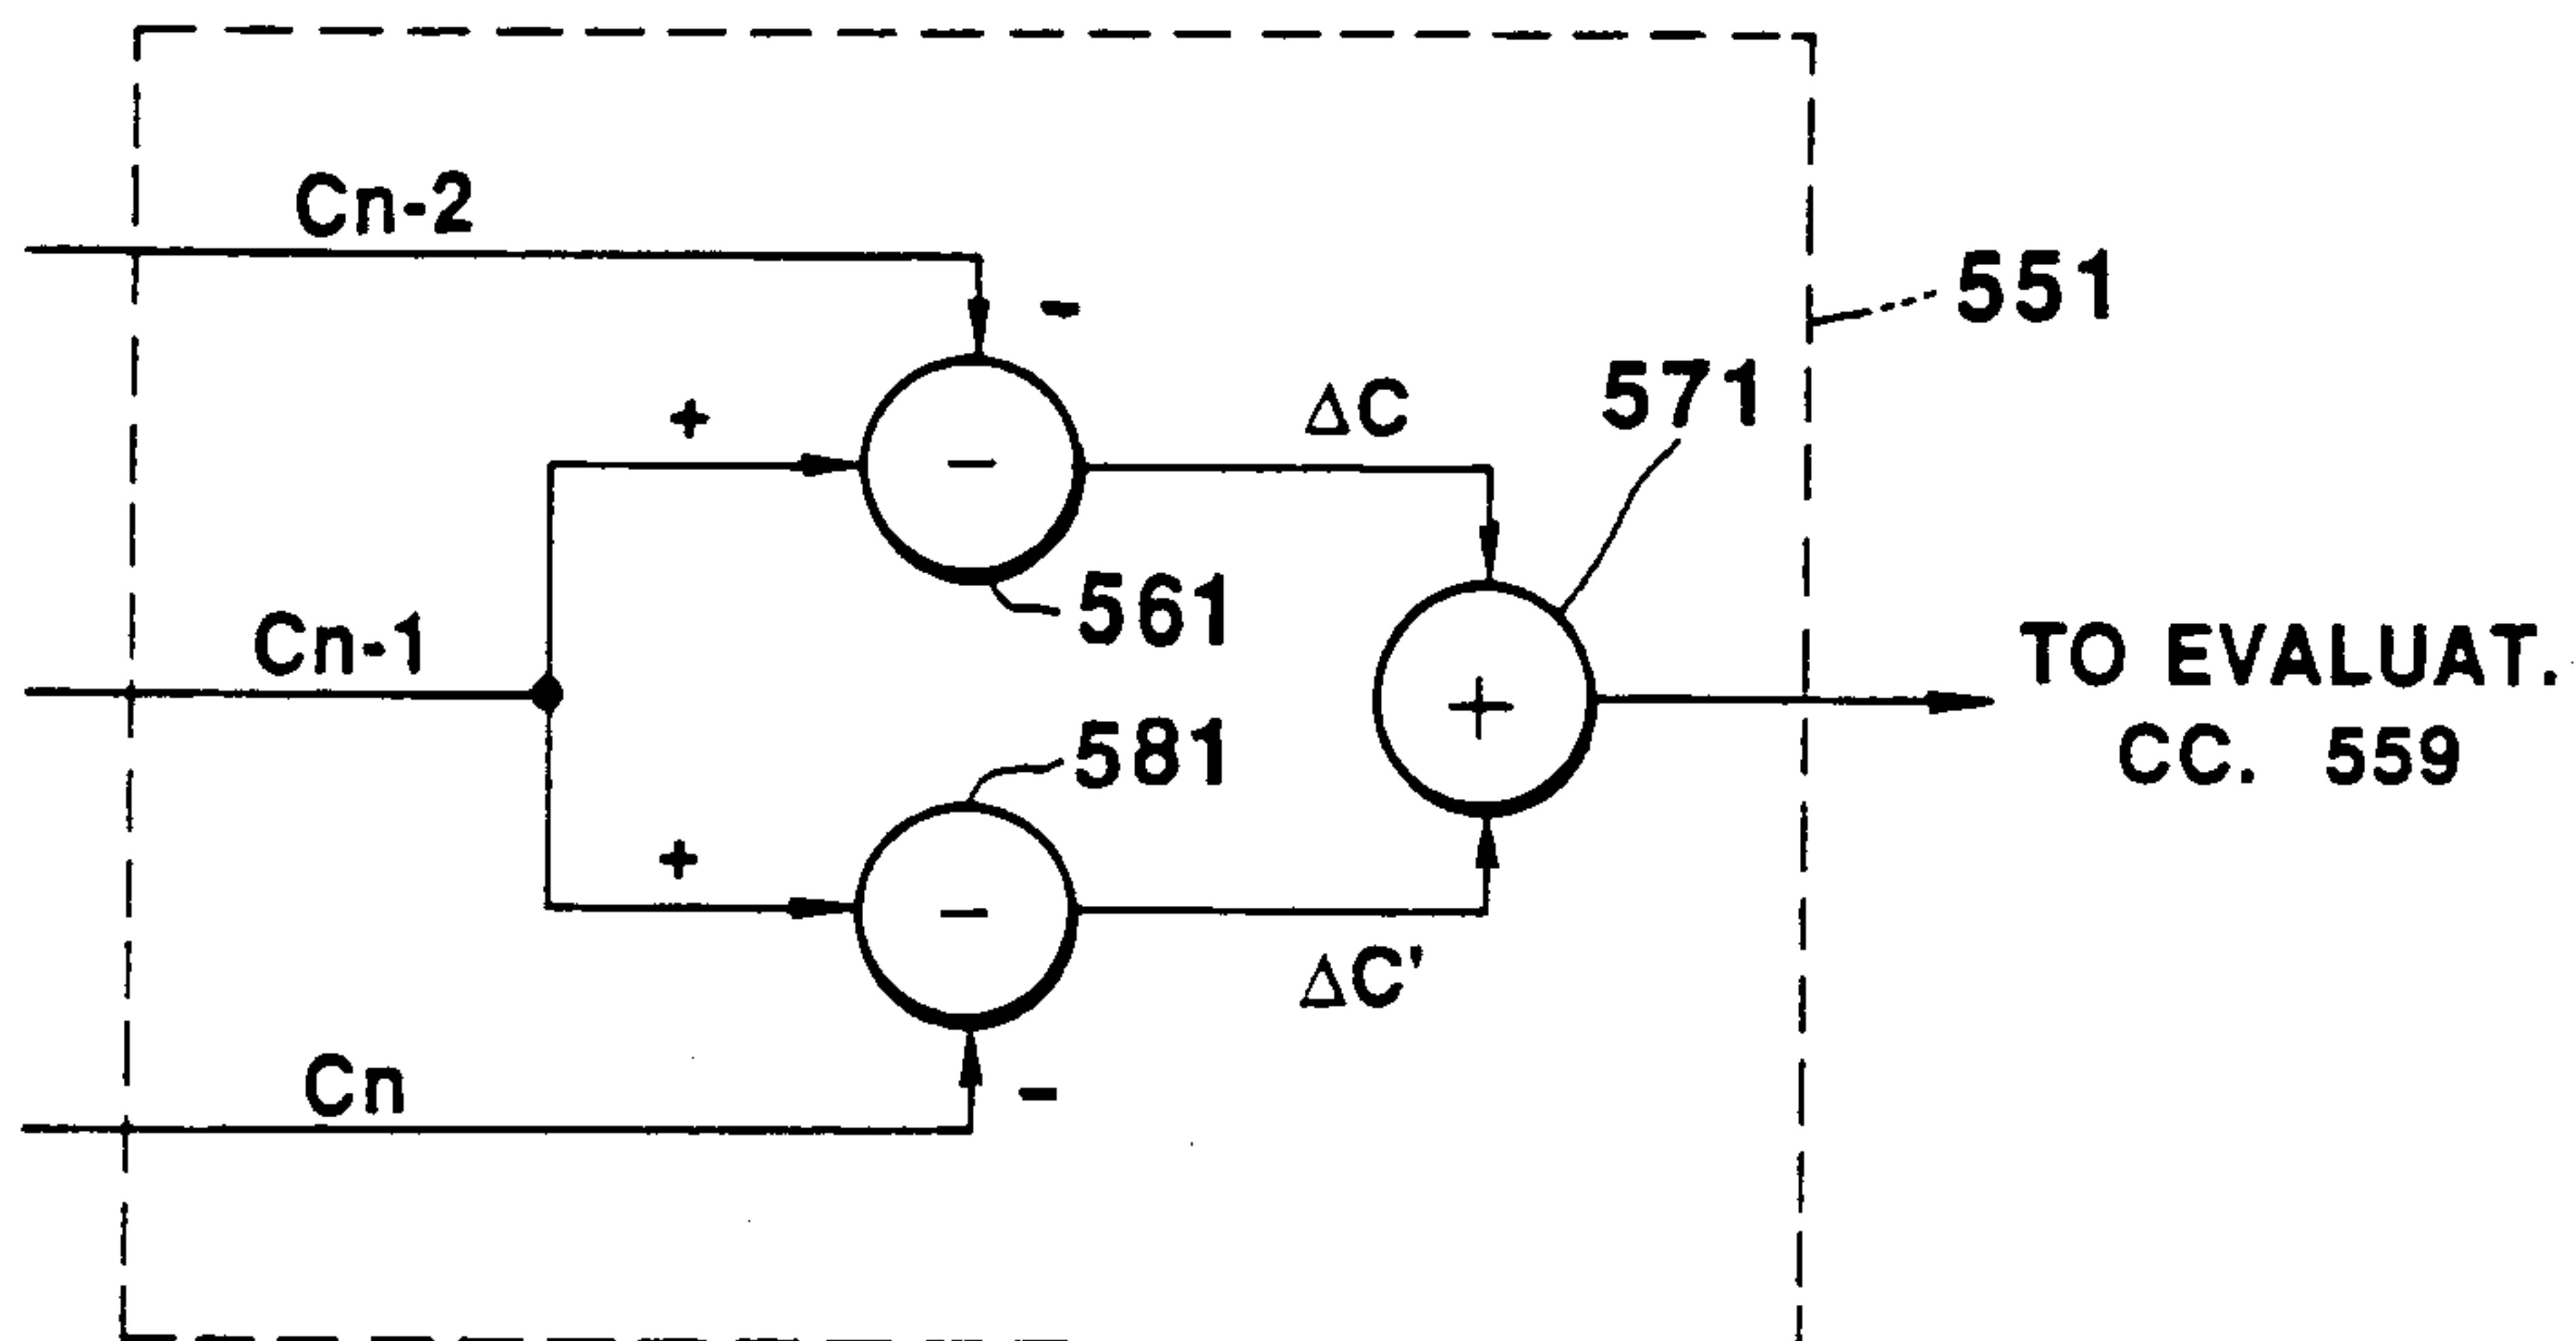 Cn-2
-
551
+
-
ΔC
571
561
Cn-1
+
TO EVALUAT.
CC. 559
581
+
-
ΔC'
Cn
-